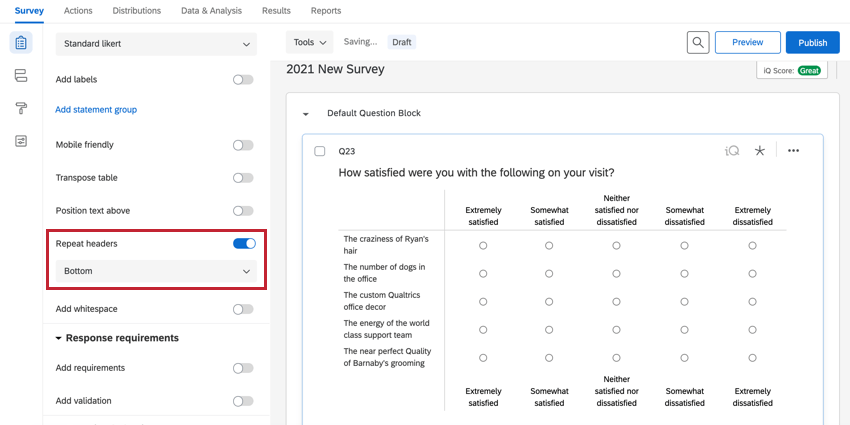 Survey Actions Distributions Data & Analysis Results Reports
Standard likert
Tools Saving... Draft Preview Publish
2021 New Survey
iQ Score: Great
Add labels
Add statement group
Mobile friendly
Transpose table
Position text above
Repeat headers
Bottom
Add whitespace
Response requirements
Add requirements
Add validation
Default Question Block
Q23
iQ
How satisfied were you with the following on your visit?
Extremely
satisfied
Somewhat
satisfied
Neither
satisfied nor
dissatisfied
Somewhat
dissatisfied
Extremely
dissatisfied
The craziness of Ryan's
hair
The number of dogs in
the office
The custom Qualtrics
office decor
The energy of the world
class support team
The near perfect Quality
of Barnaby's grooming
Extremely
satisfied
Somewhat
satisfied
Neither
satisfied nor
dissatisfied
Somewhat
dissatisfied
Extremely
dissatisfied